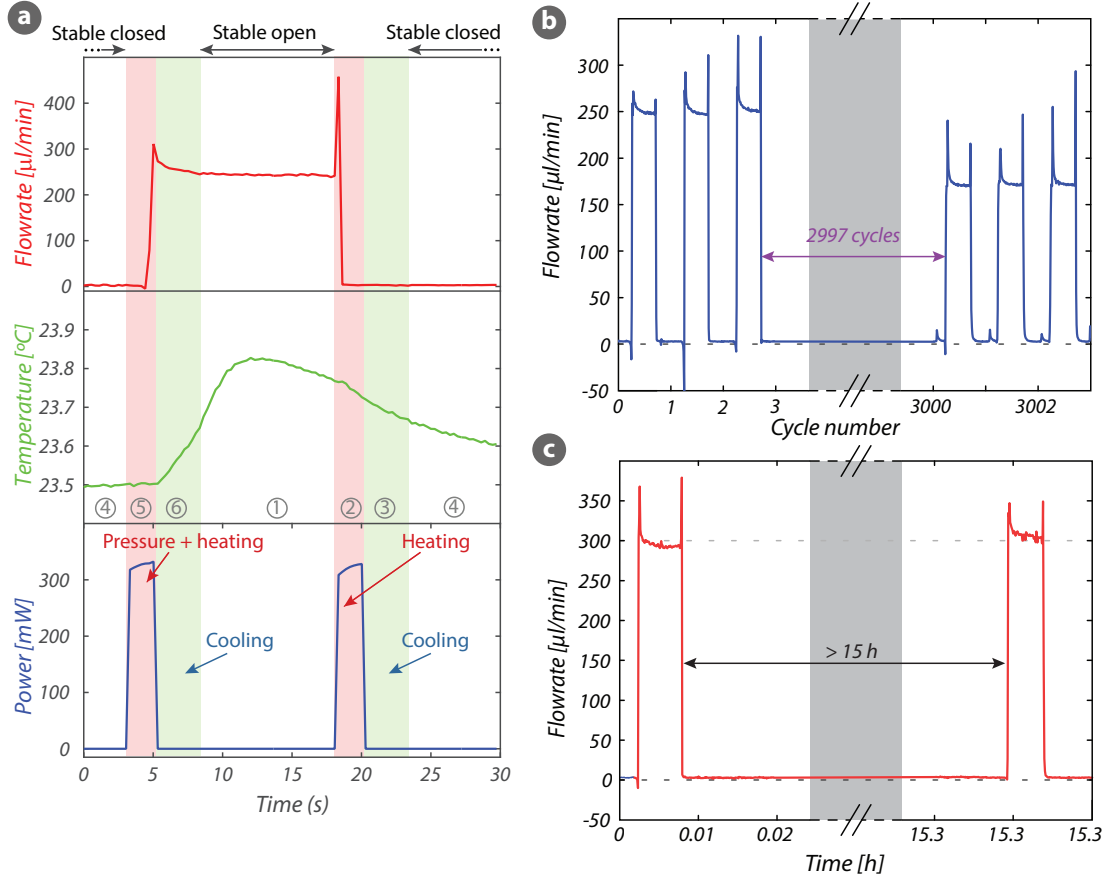 a
Stable closed
Stable open
Stable closed
Flowrate [µl/min]
400
300
200
100
0
Temperature [ºC]
23.9
23.8
23.7
23.6
23.5
④ ⑤ ⑥ ① ② ③ ④
Power [mW]
300
200
100
0
Pressure + heating
Heating
Cooling
Cooling
0 5 10 15 20 25 30
Time (s)
b
Flowrate [µl/min]
300
250
200
150
100
50
0
-50
2997 cycles
0 1 2 3 3000 3002
Cycle number
c
Flowrate [µl/min]
350
300
250
200
150
100
50
0
-50
> 15 h
0 0.01 0.02 15.3 15.3 15.3
Time [h]